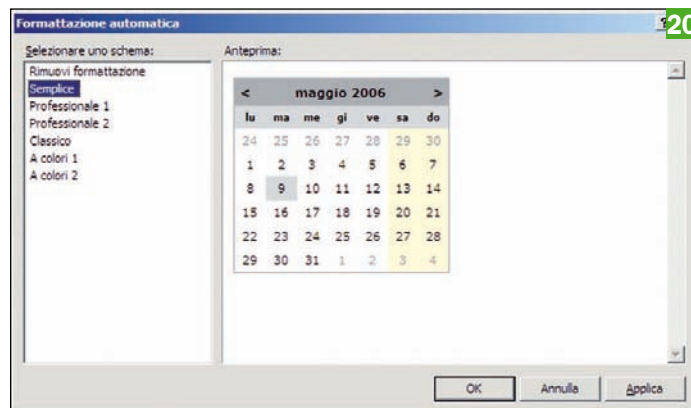 Formattazione automatica
20
Selezionare uno schema:
Anteprima:
Rimuovi formattazione
Semplice
Professionale 1
Professionale 2
Classico
A colori 1
A colori 2
< maggio 2006 >
lu ma me gi ve sa do
24 25 26 27 28 29 30
1 2 3 4 5 6 7
8 9 10 11 12 13 14
15 16 17 18 19 20 21
22 23 24 25 26 27 28
29 30 31 1 2 3 4
OK Annulla Applica